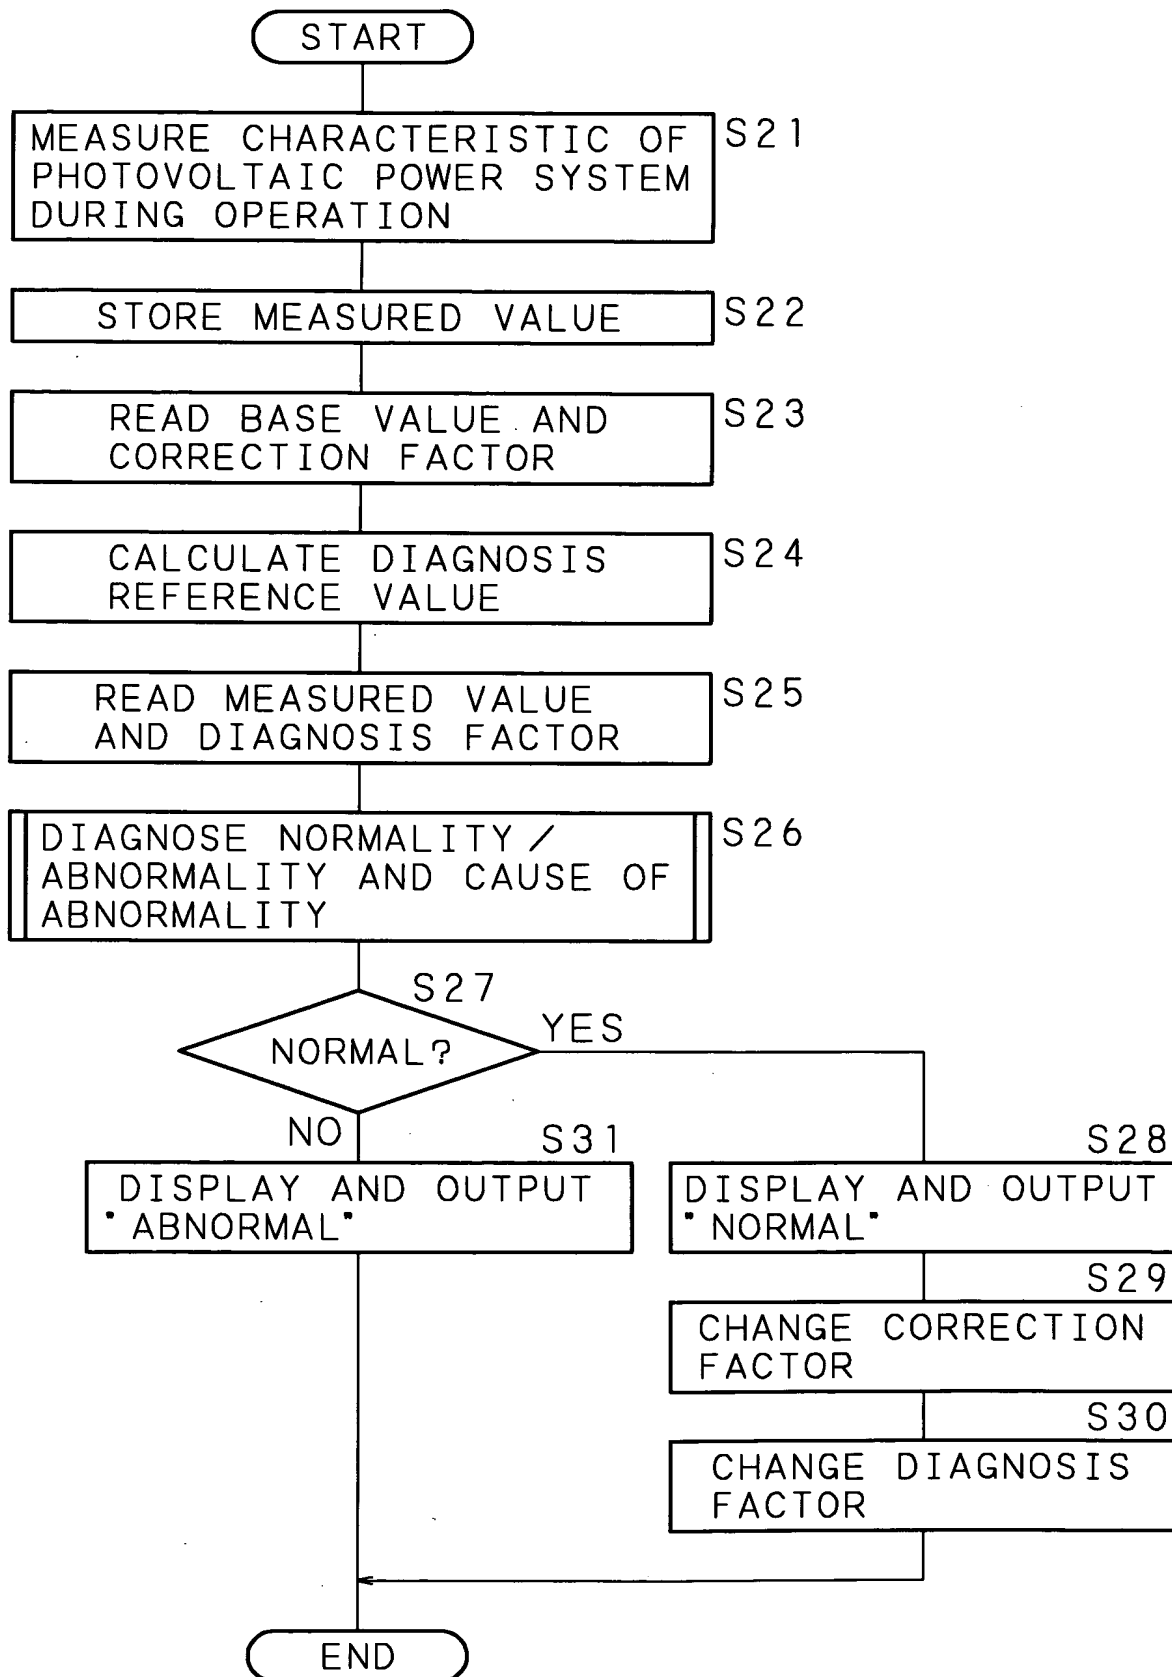 START
MEASURE CHARACTERISTIC OF
PHOTOVOLTAIC POWER SYSTEM
DURING OPERATION
S21
STORE MEASURED VALUE
S22
READ BASE VALUE AND
CORRECTION FACTOR
S23
CALCULATE DIAGNOSIS
REFERENCE VALUE
S24
READ MEASURED VALUE
AND DIAGNOSIS FACTOR
S25
DIAGNOSE NORMALITY/
ABNORMALITY AND CAUSE OF
ABNORMALITY
S26
S27
NORMAL?
YES
NO
S31
DISPLAY AND OUTPUT
"ABNORMAL"
S28
DISPLAY AND OUTPUT
"NORMAL"
S29
CHANGE CORRECTION
FACTOR
S30
CHANGE DIAGNOSIS
FACTOR
END